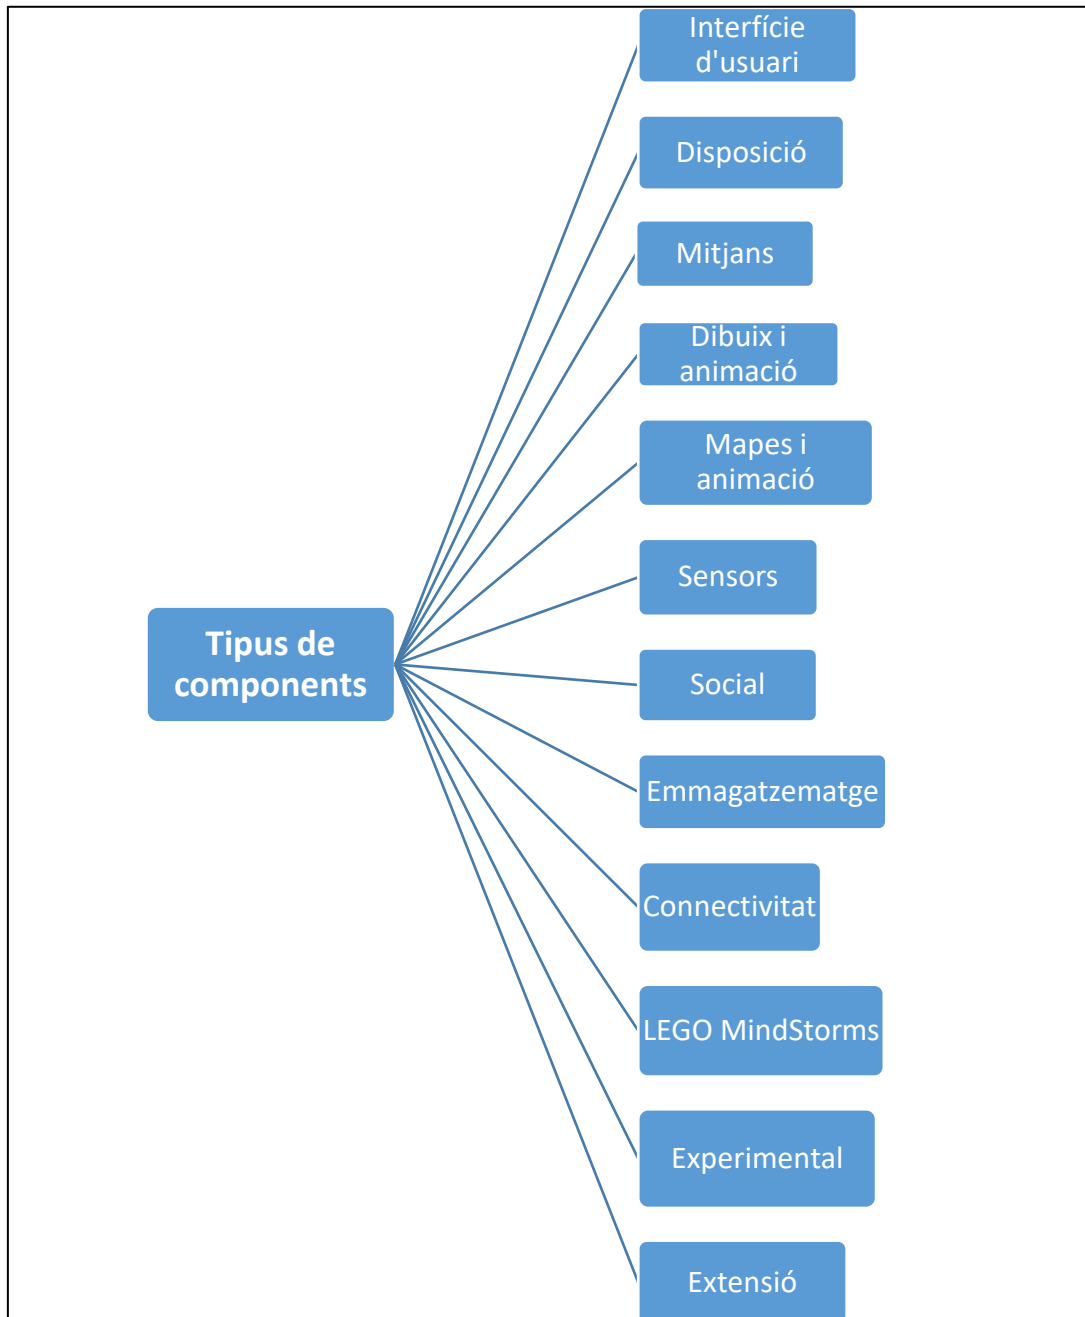 Interfície
d'usuari
Disposició
Mitjans
Dibuix i
animació
Mapes i
animació
Sensors
Tipus de
components
Social
Emmagatzematge
Connectivitat
LEGO MindStorms
Experimental
Extensió